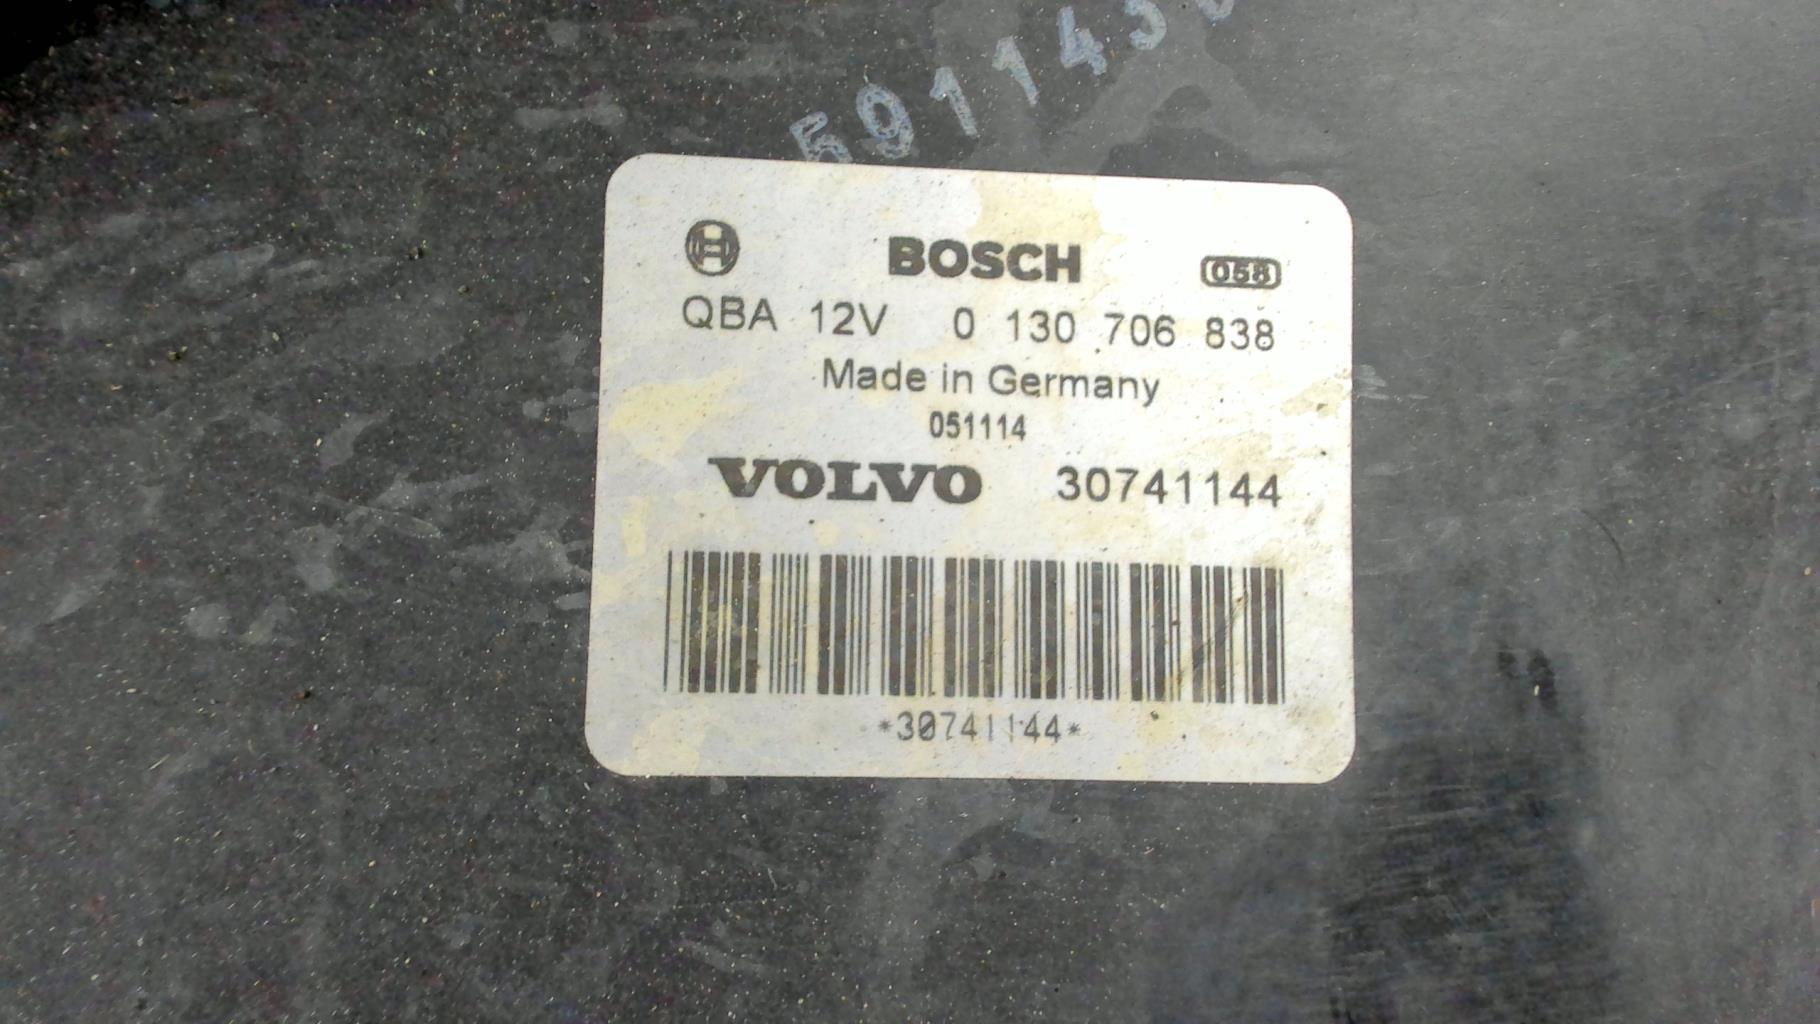 BOSCH 058
QBA 12V 0 130 706 838
Made in Germany
051114
VOLVO 30741144
*30741144*